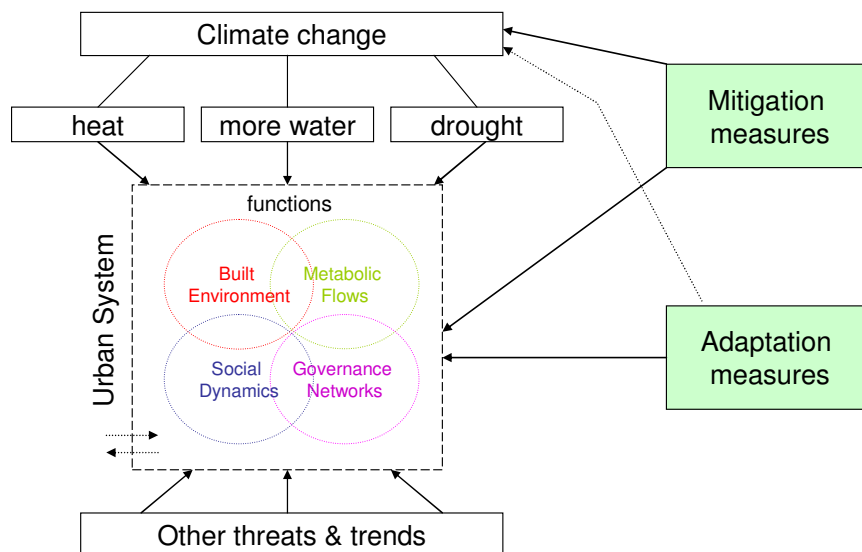 Climate change
heat
more water
drought
Mitigation
measures
functions
Urban System
Built
Environment
Metabolic
Flows
Social
Dynamics
Governance
Networks
Adaptation
measures
Other threats & trends